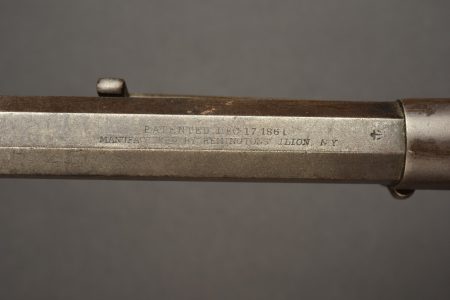 PATENTED DEC 17 1861
MANUFACTURED BY REMINGTON'S ILION, N.Y.